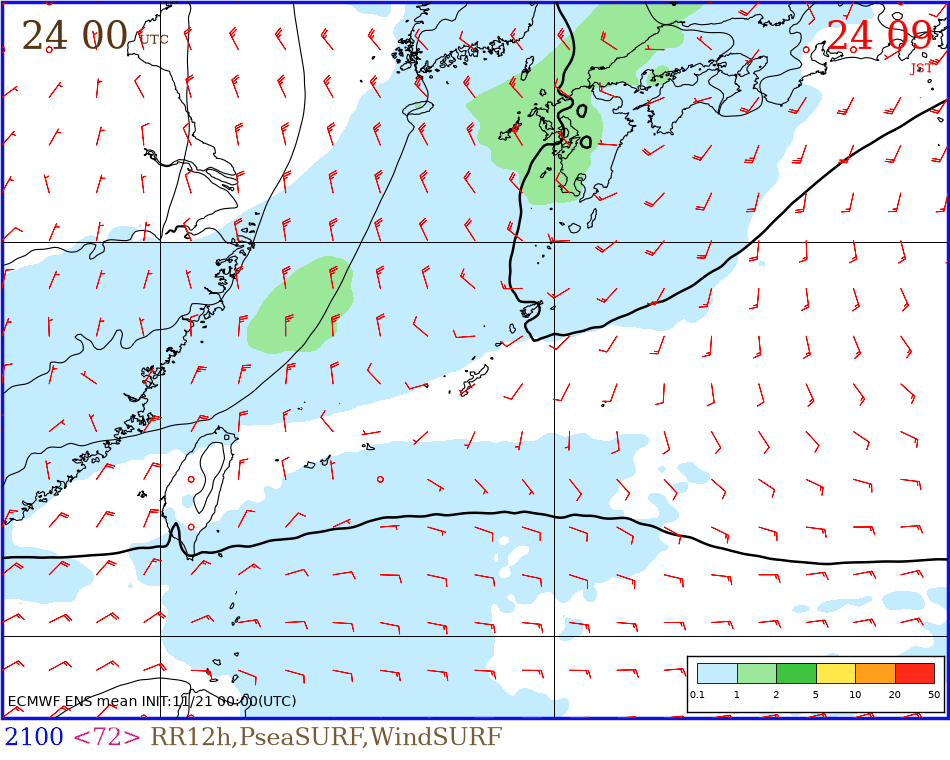 24 00 UTC
24 09
JST
ECMWF ENS mean INIT:11/21 00:00(UTC)
0.1 1 2 5 10 20 50
2100 <72> RR12h,PseaSURF,WindSURF